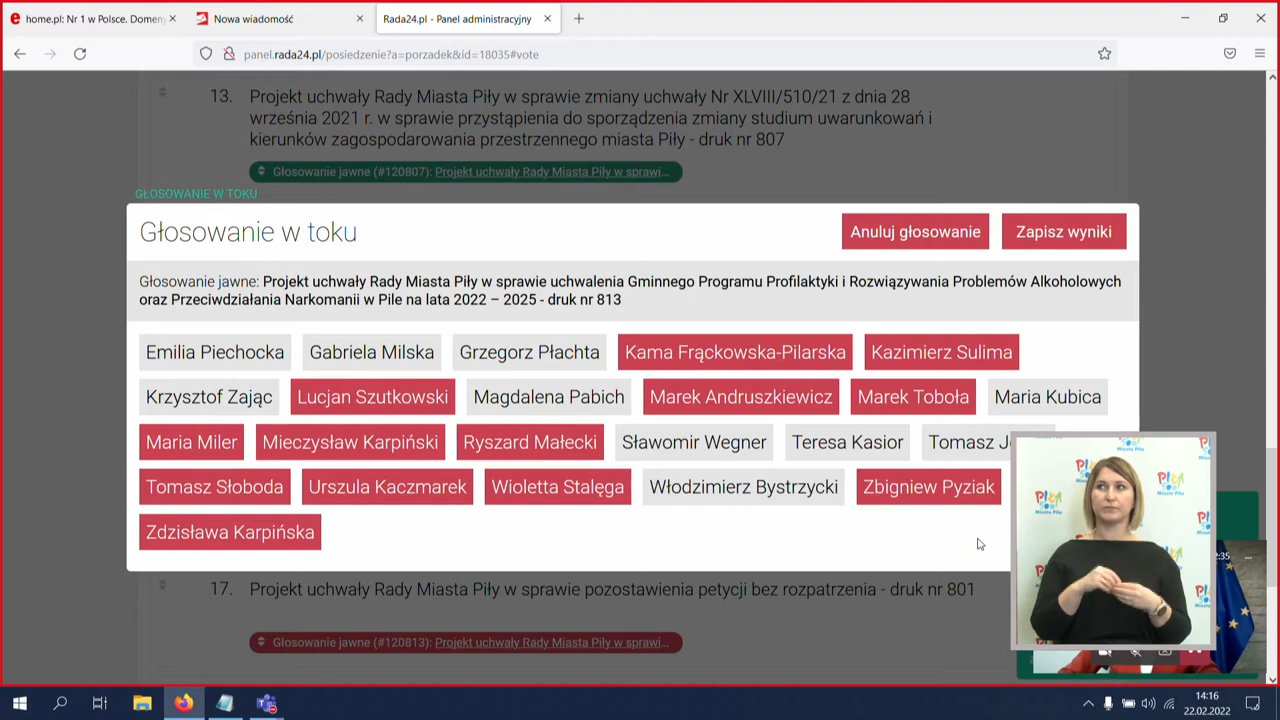 home.pl: Nr 1 w Polsce. Domeny
Nowa wiadomość
Rada24.pl - Panel administracyjny
panel.rada24.pl/posiedzenie?a=porzadek&id=18035#vote
13. Projekt uchwały Rady Miasta Piły w sprawie zmiany uchwały Nr XLVIII/510/21 z dnia 28
września 2021 r. w sprawie przystąpienia do sporządzenia zmiany studium uwarunkowań i
kierunków zagospodarowania przestrzennego miasta Piły - druk nr 807
Głosowanie jawne (#120807): Projekt uchwały Rady Miasta Piły w sprawi...
GŁOSOWANIE W TOKU
Głosowanie w toku
Anuluj głosowanie
Zapisz wyniki
Głosowanie jawne: Projekt uchwały Rady Miasta Piły w sprawie uchwalenia Gminnego Programu Profilaktyki i Rozwiązywania Problemów Alkoholowych
oraz Przeciwdziałania Narkomanii w Pile na lata 2022 – 2025 - druk nr 813
Emilia Piechocka Gabriela Milska Grzegorz Płachta Kama Frąckowska-Pilarska Kazimierz Sulima
Krzysztof Zając Lucjan Szutkowski Magdalena Pabich Marek Andruszkiewicz Marek Toboła Maria Kubica
Maria Miler Mieczysław Karpiński Ryszard Małecki Sławomir Wegner Teresa Kasior Tomasz
Tomasz Słoboda Urszula Kaczmarek Wioletta Stalęga Włodzimierz Bystrzycki Zbigniew Pyziak
Zdzisława Karpińska
17. Projekt uchwały Rady Miasta Piły w sprawie pozostawienia petycji bez rozpatrzenia - druk nr 801
Głosowanie jawne (#120813): Projekt uchwały Rady Miasta Piły w sprawi...
14:16
22.02.2022